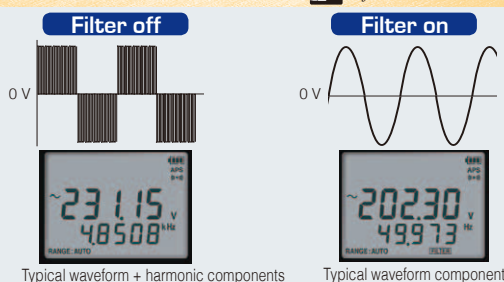 Filter off
Filter on
0 V
0 V
APS
~231.15 V
4.8508 kHz
RANGE: AUTO
APS
~202.30 V
49.973 Hz
RANGE: AUTO FILTER
Typical waveform + harmonic components
Typical waveform component